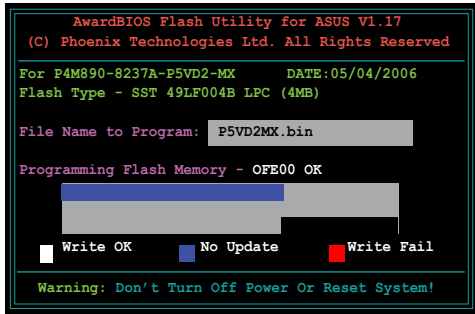 AwardBIOS Flash Utility for ASUS V1.17
(C) Phoenix Technologies Ltd. All Rights Reserved
For P4M890-8237A-P5VD2-MX DATE:05/04/2006
Flash Type - SST 49LF004B LPC (4MB)
File Name to Program: P5VD2MX.bin
Programming Flash Memory - OFE00 OK
Write OK No Update Write Fail
Warning: Don't Turn Off Power Or Reset System!